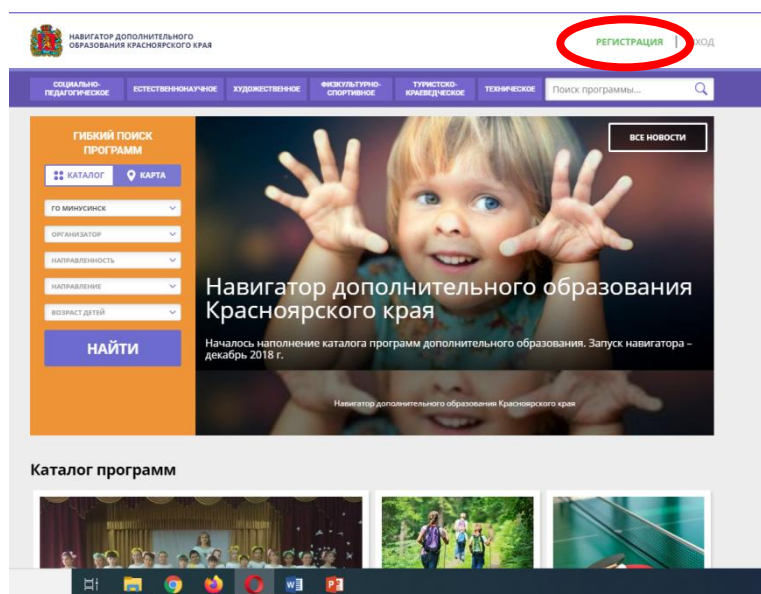 НАВИГАТОР ДОПОЛНИТЕЛЬНОГО
ОБРАЗОВАНИЯ КРАСНОЯРСКОГО КРАЯ
РЕГИСТРАЦИЯ
СОЦИАЛЬНО-
ПЕДАГОГИЧЕСКОЕ
ЕСТЕСТВЕННОНАУЧНОЕ
ХУДОЖЕСТВЕННОЕ
ФИЗКУЛЬТУРНО-
СПОРТИВНОЕ
ТУРИСТСКО-
КРАЕВЕДЧЕСКОЕ
ТЕХНИЧЕСКОЕ
Поиск программы...
ГИБКИЙ ПОИСК
ПРОГРАММ
КАТАЛОГ
КАРТА
ГО МИНУСИНСК
ОРГАНИЗАТОР
НАПРАВЛЕННОСТЬ
НАПРАВЛЕНИЕ
ВОЗРАСТ ДЕТЕЙ
НАЙТИ
ВСЕ НОВОСТИ
Навигатор дополнительного образования
Красноярского края
Началось наполнение каталога программ дополнительного образования. Запуск навигатора –
декабрь 2018 г.
Навигатор дополнительного образования Красноярского края
Каталог программ